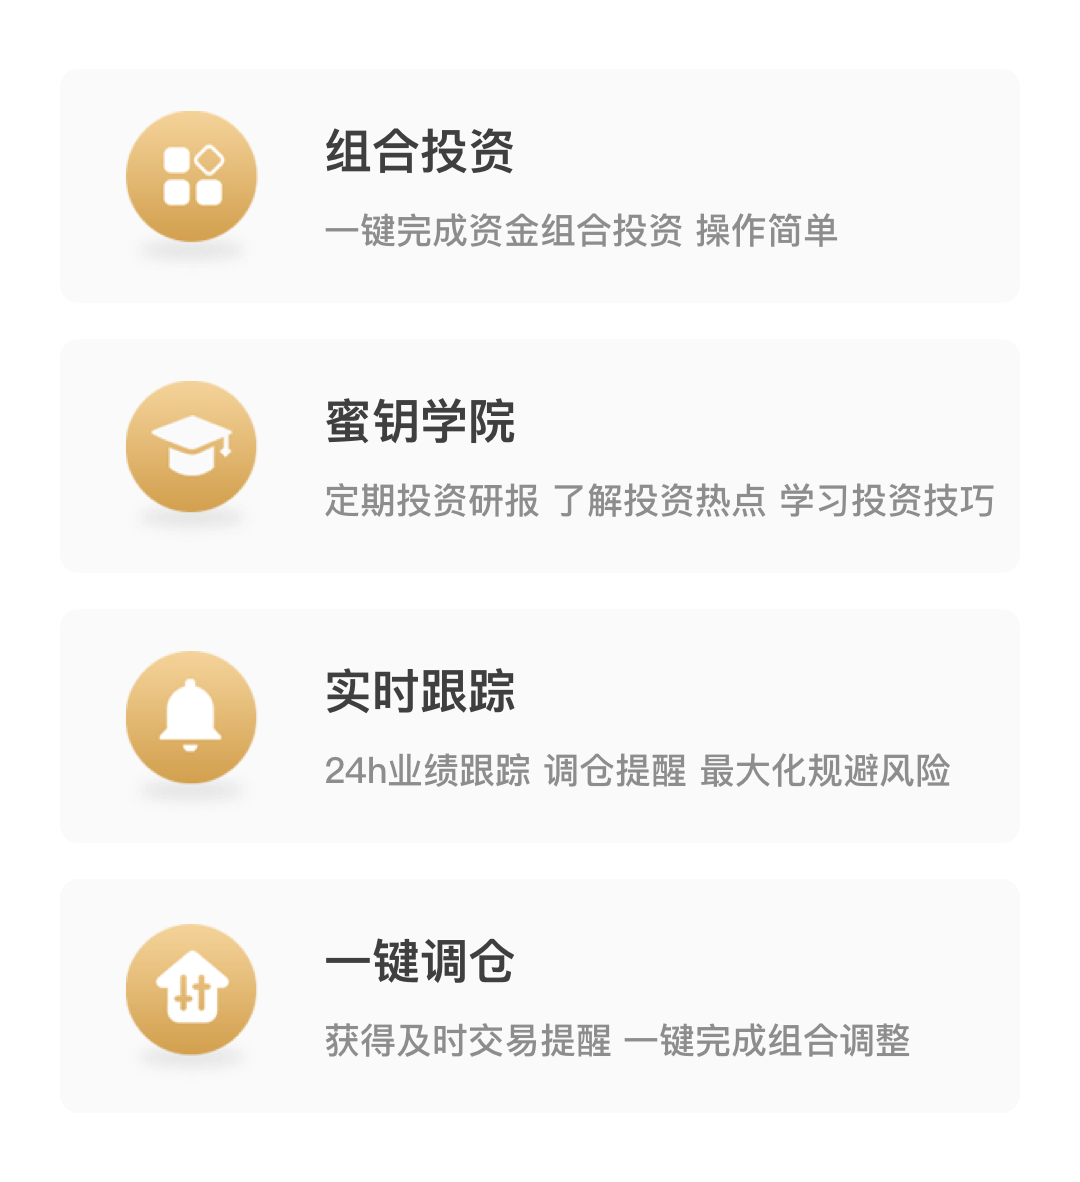 组合投资
一键完成资金组合投资 操作简单
蜜钥学院
定期投资研报 了解投资热点 学习投资技巧
实时跟踪
24h业绩跟踪 调仓提醒 最大化规避风险
一键调仓
获得及时交易提醒 一键完成组合调整